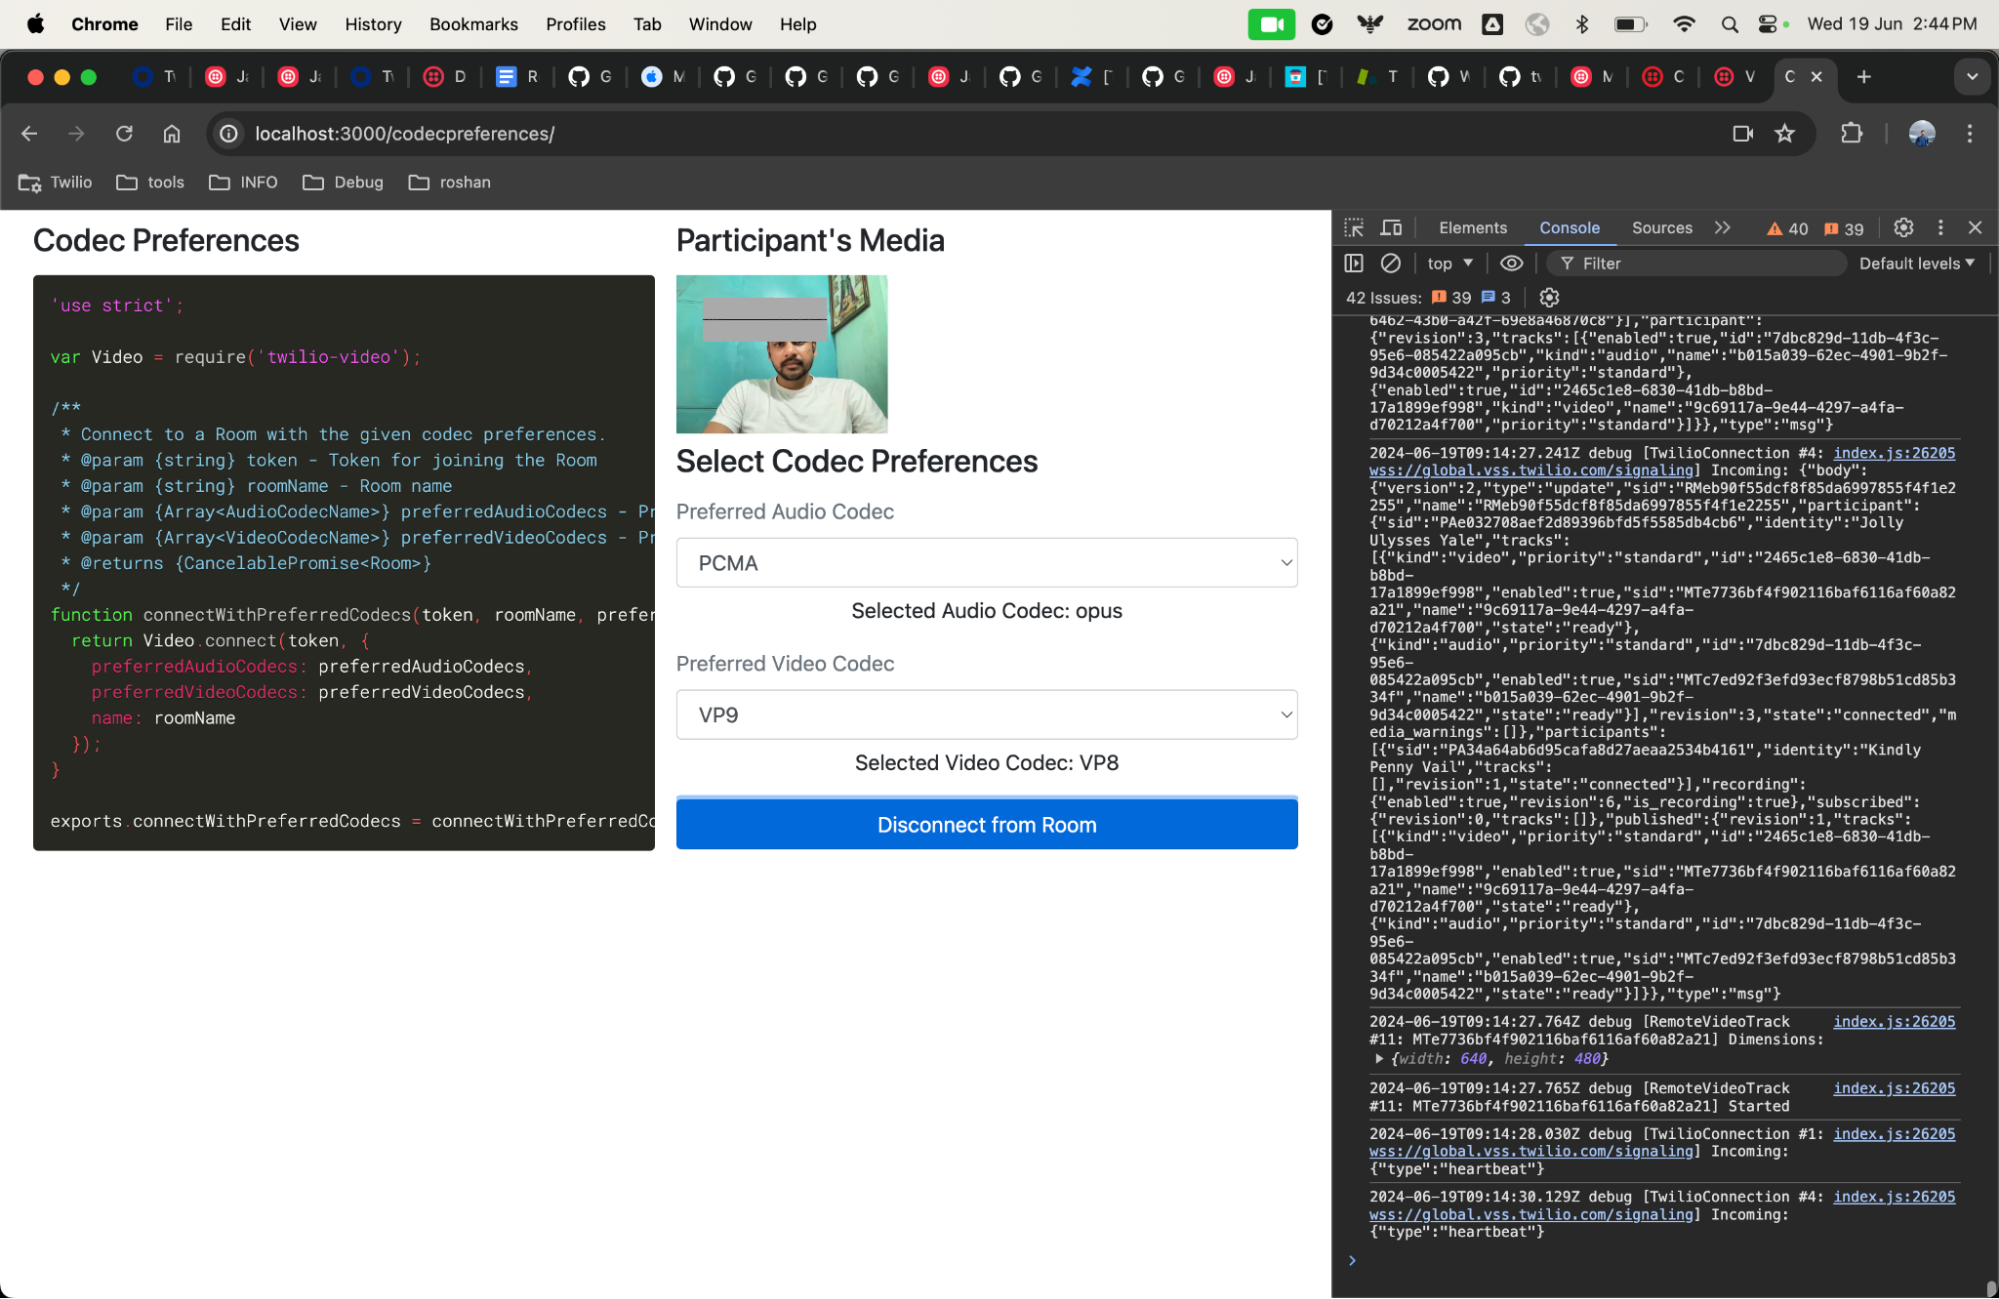 Chrome File Edit View History Bookmarks Profiles Tab Window Help zoom Wed 19 Jun 2:44 PM
localhost:3000/codecpreferences/
Twilio tools INFO Debug roshan
Codec Preferences
'use strict';
var Video = require('twilio-video');
/**
* Connect to a Room with the given codec preferences.
* @param {string} token - Token for joining the Room
* @param {string} roomName - Room name
* @param {Array<AudioCodecName>} preferredAudioCodecs - Pr
* @param {Array<VideoCodecName>} preferredVideoCodecs - Pr
* @returns {CancelablePromise<Room>}
*/
function connectWithPreferredCodecs(token, roomName, prefer
return Video.connect(token, {
preferredAudioCodecs: preferredAudioCodecs,
preferredVideoCodecs: preferredVideoCodecs,
name: roomName
});
}
exports.connectWithPreferredCodecs = connectWithPreferredCo
Participant's Media
Select Codec Preferences
Preferred Audio Codec
PCMA
Selected Audio Codec: opus
Preferred Video Codec
VP9
Selected Video Codec: VP8
Disconnect from Room
Elements Console Sources 40 39
top Filter Default levels
42 Issues: 39 3
6462-43b0-a42f-69e8a46870c8"}],"participant":
{"revision":3,"tracks":[{"enabled":true,"id":"7dbc829d-11db-4f3c-
95e6-085422a095cb","kind":"audio","name":"b015a039-62ec-4901-9b2f-
9d34c0005422","priority":"standard"},
{"enabled":true,"id":"2465c1e8-6830-41db-b8bd-
17a1899ef998","kind":"video","name":"9c69117a-9e44-4297-a4fa-
d70212a4f700","priority":"standard"}]}},"type":"msg"}
2024-06-19T09:14:27.241Z debug [TwilioConnection #4: index.js:26205
wss://global.vss.twilio.com/signaling] Incoming: {"body":
{"version":2,"type":"update","sid":"RMeb90f55dcf8f85da6997855f4f1e2
255","name":"RMeb90f55dcf8f85da6997855f4f1e2255","participant":
{"sid":"PAe032708aef2d89396bfd5f5585db4cb6","identity":"Jolly
Ulysses Yale","tracks":
[{"kind":"video","priority":"standard","id":"2465c1e8-6830-41db-
b8bd-
17a1899ef998","enabled":true,"sid":"MTe7736bf4f902116baf6116af60a82
a21","name":"9c69117a-9e44-4297-a4fa-
d70212a4f700","state":"ready"},
{"kind":"audio","priority":"standard","id":"7dbc829d-11db-4f3c-
95e6-
085422a095cb","enabled":true,"sid":"MTc7ed92f3efd93ecf8798b51cd85b3
34f","name":"b015a039-62ec-4901-9b2f-
9d34c0005422","state":"ready"}],"revision":3,"state":"connected","m
edia_warnings":[]},"participants":
[{"sid":"PA34a64ab6d95cafa8d27aeaa2534b4161","identity":"Kindly
Penny Vail","tracks":
[],"revision":1,"state":"connected"}],"recording":
{"enabled":true,"revision":6,"is_recording":true},"subscribed":
{"revision":0,"tracks":[]},"published":{"revision":1,"tracks":
[{"kind":"video","priority":"standard","id":"2465c1e8-6830-41db-
b8bd-
17a1899ef998","enabled":true,"sid":"MTe7736bf4f902116baf6116af60a82
a21","name":"9c69117a-9e44-4297-a4fa-
d70212a4f700","state":"ready"},
{"kind":"audio","priority":"standard","id":"7dbc829d-11db-4f3c-
95e6-
085422a095cb","enabled":true,"sid":"MTc7ed92f3efd93ecf8798b51cd85b3
34f","name":"b015a039-62ec-4901-9b2f-
9d34c0005422","state":"ready"}]}},"type":"msg"}
2024-06-19T09:14:27.764Z debug [RemoteVideoTrack index.js:26205
#11: MTe7736bf4f902116baf6116af60a82a21] Dimensions:
{width: 640, height: 480}
2024-06-19T09:14:27.765Z debug [RemoteVideoTrack index.js:26205
#11: MTe7736bf4f902116baf6116af60a82a21] Started
2024-06-19T09:14:28.030Z debug [TwilioConnection #1: index.js:26205
wss://global.vss.twilio.com/signaling] Incoming:
{"type":"heartbeat"}
2024-06-19T09:14:30.129Z debug [TwilioConnection #4: index.js:26205
wss://global.vss.twilio.com/signaling] Incoming:
{"type":"heartbeat"}